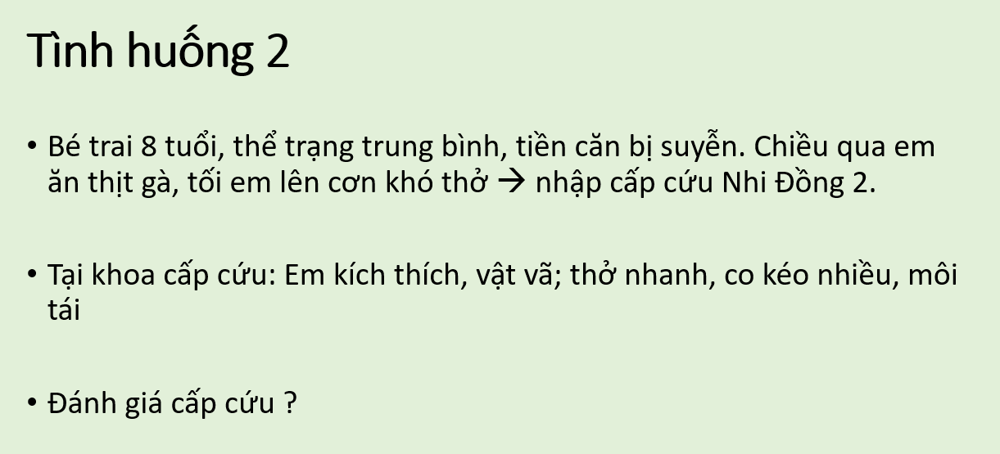 Tình huống 2
• Bé trai 8 tuổi, thể trạng trung bình, tiền căn bị suyễn. Chiều qua em
ăn thịt gà, tối em lên cơn khó thở → nhập cấp cứu Nhi Đồng 2.
• Tại khoa cấp cứu: Em kích thích, vật vã; thở nhanh, co kéo nhiều, môi
tái
• Đánh giá cấp cứu ?